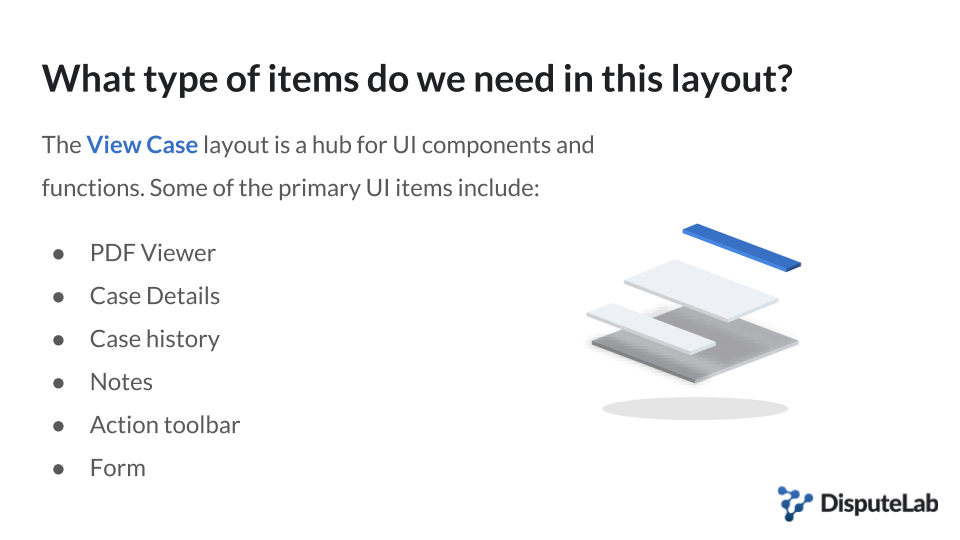 What type of items do we need in this layout?
The View Case layout is a hub for UI components and
functions. Some of the primary UI items include:
● PDF Viewer
● Case Details
● Case history
● Notes
● Action toolbar
● Form
DisputeLab